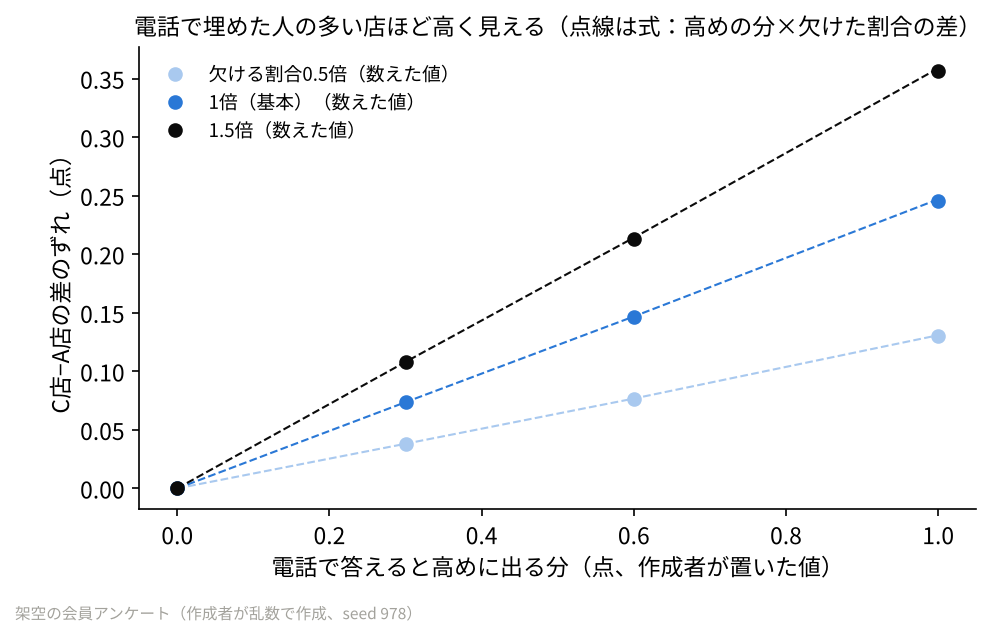 電話で埋めた人の多い店ほど高く見える（点線は式：高めの分×欠けた割合の差）
欠ける割合0.5倍（数えた値）
1倍（基本）（数えた値）
1.5倍（数えた値）
C店−A店の差のずれ（点）
0.35
0.30
0.25
0.20
0.15
0.10
0.05
0.00
0.0 0.2 0.4 0.6 0.8 1.0
電話で答えると高めに出る分（点、作成者が置いた値）
架空の会員アンケート（作成者が乱数で作成、seed 978）